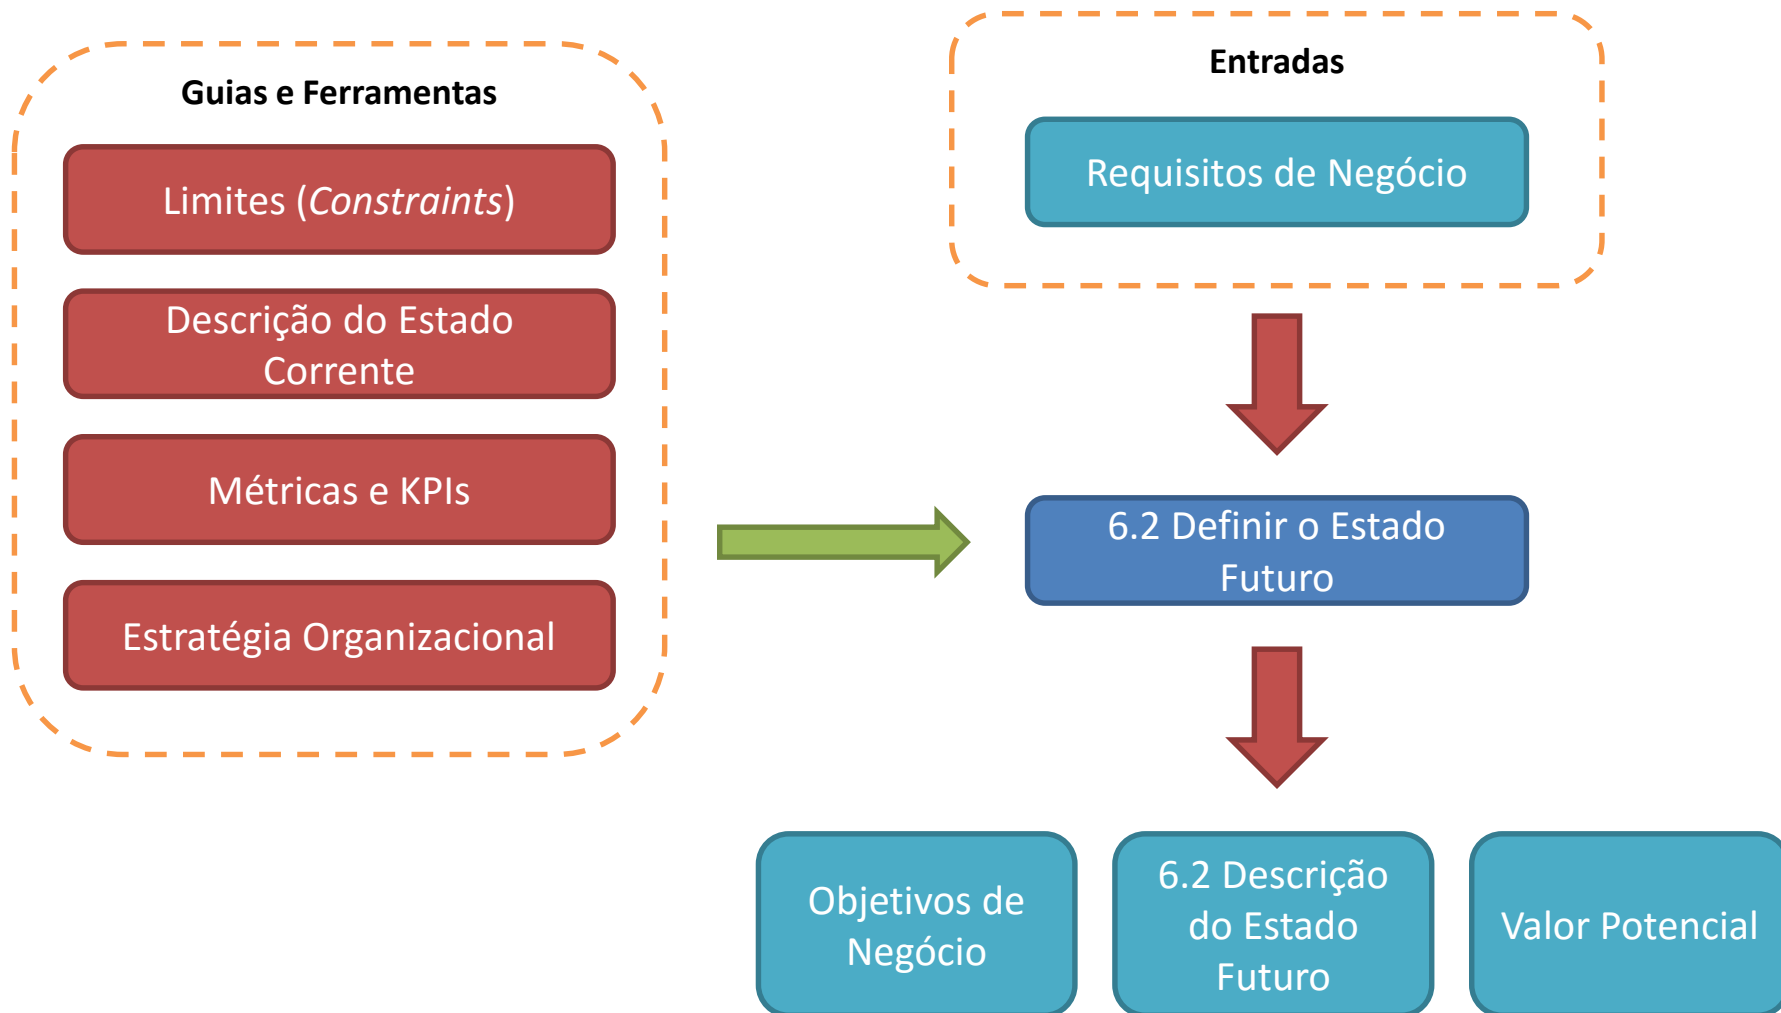 Guias e Ferramentas
Limites (Constraints)
Descrição do Estado
Corrente
Métricas e KPIs
Estratégia Organizacional
Entradas
Requisitos de Negócio
6.2 Definir o Estado
Futuro
Objetivos de
Negócio
6.2 Descrição
do Estado
Futuro
Valor Potencial